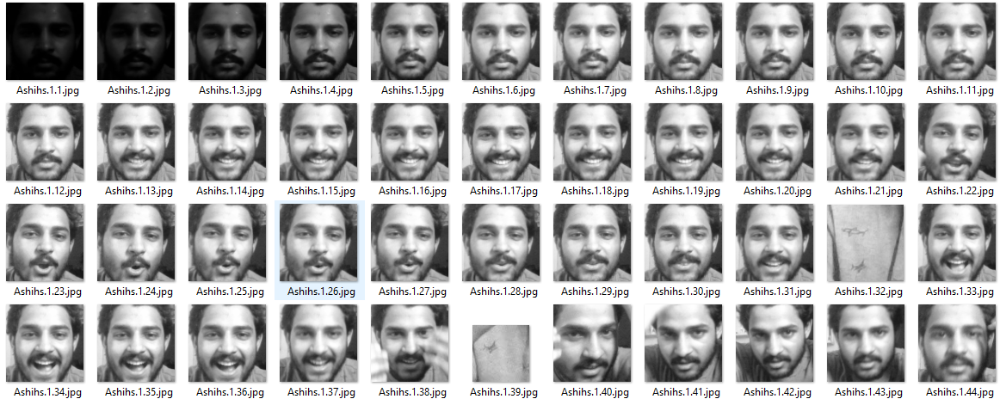 Ashihs.1.1.jpg Ashihs.1.2.jpg Ashihs.1.3.jpg Ashihs.1.4.jpg Ashihs.1.5.jpg Ashihs.1.6.jpg Ashihs.1.7.jpg Ashihs.1.8.jpg Ashihs.1.9.jpg Ashihs.1.10.jpg Ashihs.1.11.jpg
Ashihs.1.12.jpg Ashihs.1.13.jpg Ashihs.1.14.jpg Ashihs.1.15.jpg Ashihs.1.16.jpg Ashihs.1.17.jpg Ashihs.1.18.jpg Ashihs.1.19.jpg Ashihs.1.20.jpg Ashihs.1.21.jpg Ashihs.1.22.jpg
Ashihs.1.23.jpg Ashihs.1.24.jpg Ashihs.1.25.jpg Ashihs.1.26.jpg Ashihs.1.27.jpg Ashihs.1.28.jpg Ashihs.1.29.jpg Ashihs.1.30.jpg Ashihs.1.31.jpg Ashihs.1.32.jpg Ashihs.1.33.jpg
Ashihs.1.34.jpg Ashihs.1.35.jpg Ashihs.1.36.jpg Ashihs.1.37.jpg Ashihs.1.38.jpg Ashihs.1.39.jpg Ashihs.1.40.jpg Ashihs.1.41.jpg Ashihs.1.42.jpg Ashihs.1.43.jpg Ashihs.1.44.jpg